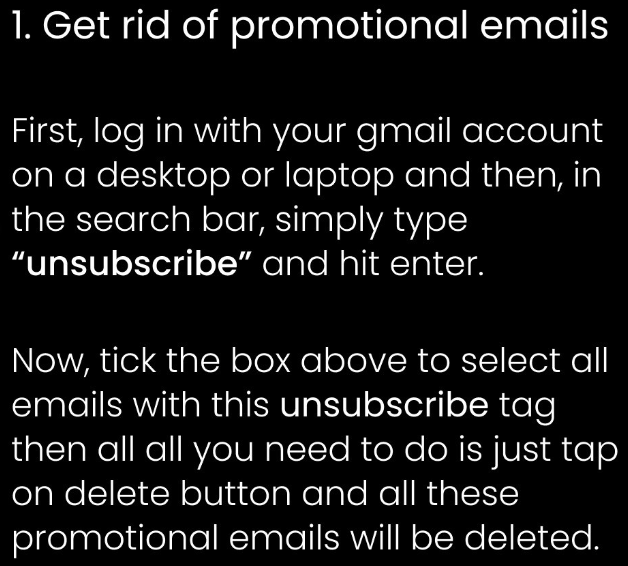 1. Get rid of promotional emails
First, log in with your gmail account
on a desktop or laptop and then, in
the search bar, simply type
“unsubscribe” and hit enter.
Now, tick the box above to select all
emails with this unsubscribe tag
then all all you need to do is just tap
on delete button and all these
promotional emails will be deleted.